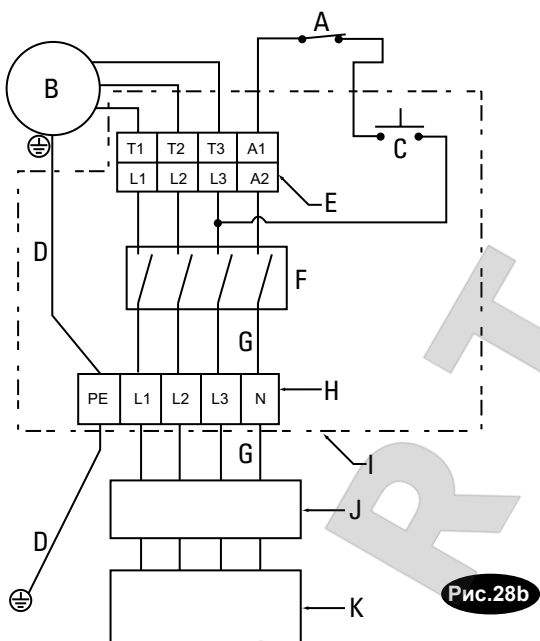 A
B
C
T1 T2 T3 A1
L1 L2 L3 A2
E
D
F
G
PE L1 L2 L3 N
H
G
I
J
D
K
Рис.28b
R T